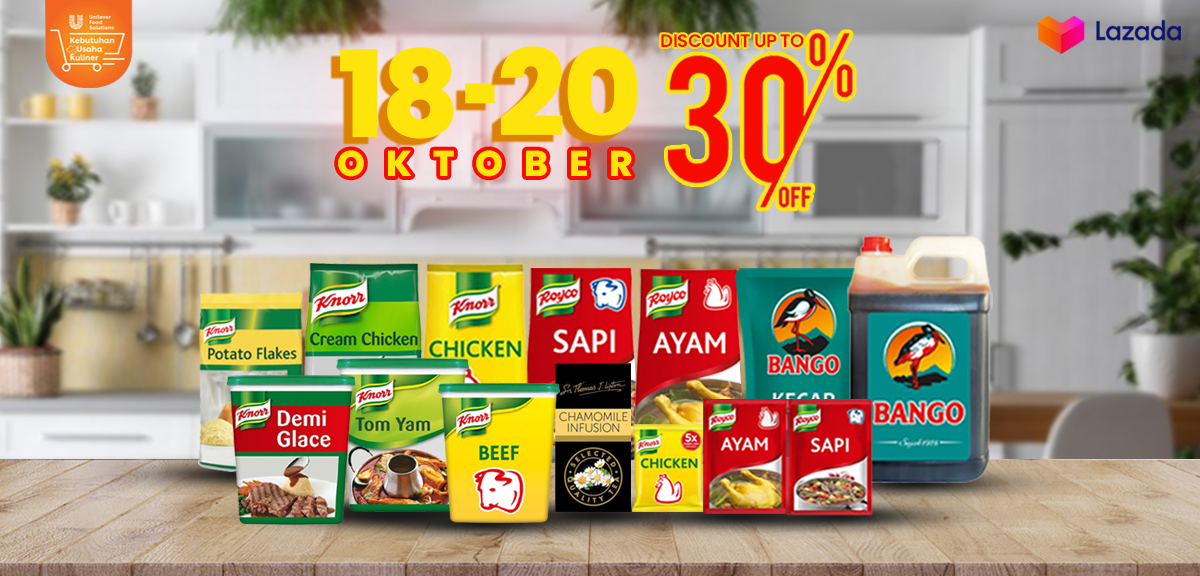 Unilever
Food
Solutions
Kebutuhan
Usaha
Kuliner
18-20
OKTOBER
DISCOUNT UP TO
30%
OFF
Lazada
Knorr
Potato Flakes
Knorr
Cream Chicken
Knorr
CHICKEN
Royco
SAPI
Royco
AYAM
BANGO
KECAP
BANGO
Sejak 1928
Knorr
Demi
Glace
Knorr
Tom Yam
Knorr
BEEF
Sir Thomas J. Lipton
CHAMOMILE
INFUSION
SELECTED
QUALITY TEA
Knorr
5x
CHICKEN
Royco
AYAM
Royco
SAPI